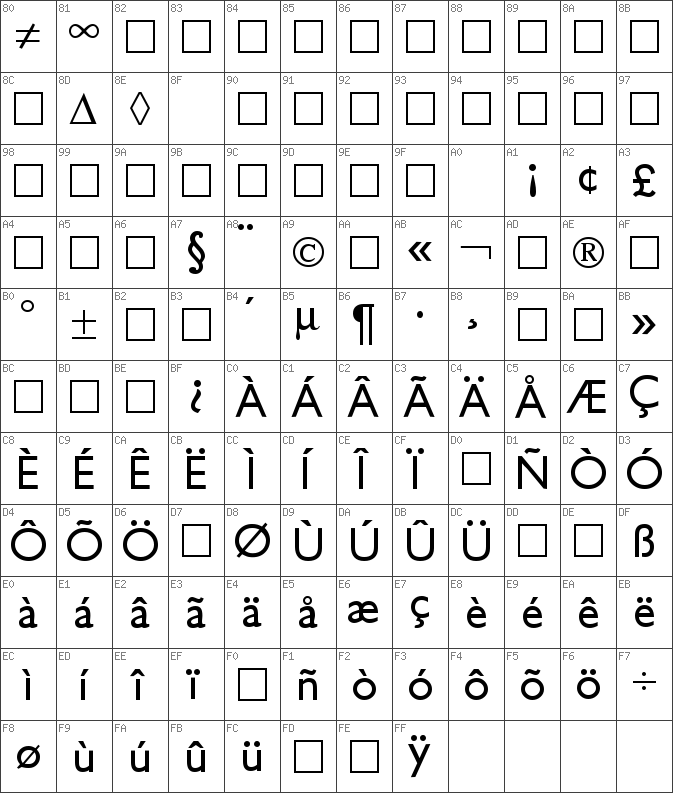 80 81 82 83 84 85 86 87 88 89 8A 8B
≠ ∞ □ □ □ □ □ □ □ □ □ □
8C 8D 8E 8F 90 91 92 93 94 95 96 97
□ ∆ ◊ □ □ □ □ □ □ □ □
98 99 9A 9B 9C 9D 9E 9F A0 A1 A2 A3
□ □ □ □ □ □ □ □ ¡ ¢ £
A4 A5 A6 A7 A8 A9 AA AB AC AD AE AF
□ □ □ § ¨ © □ « ¬ □ ® □
B0 B1 B2 B3 B4 B5 B6 B7 B8 B9 BA BB
° ± □ □ ´ µ ¶ · ¸ □ □ »
BC BD BE BF C0 C1 C2 C3 C4 C5 C6 C7
□ □ □ ¿ À Á Â Ã Ä Å Æ Ç
C8 C9 CA CB CC CD CE CF D0 D1 D2 D3
È É Ê Ë Ì Í Î Ï □ Ñ Ò Ó
D4 D5 D6 D7 D8 D9 DA DB DC DD DE DF
Ô Õ Ö □ Ø Ù Ú Û Ü □ □ ß
E0 E1 E2 E3 E4 E5 E6 E7 E8 E9 EA EB
à á â ã ä å æ ç è é ê ë
EC ED EE EF F0 F1 F2 F3 F4 F5 F6 F7
ì í î ï □ ñ ò ó ô õ ö ÷
F8 F9 FA FB FC FD FE FF
ø ù ú û ü □ □ ÿ